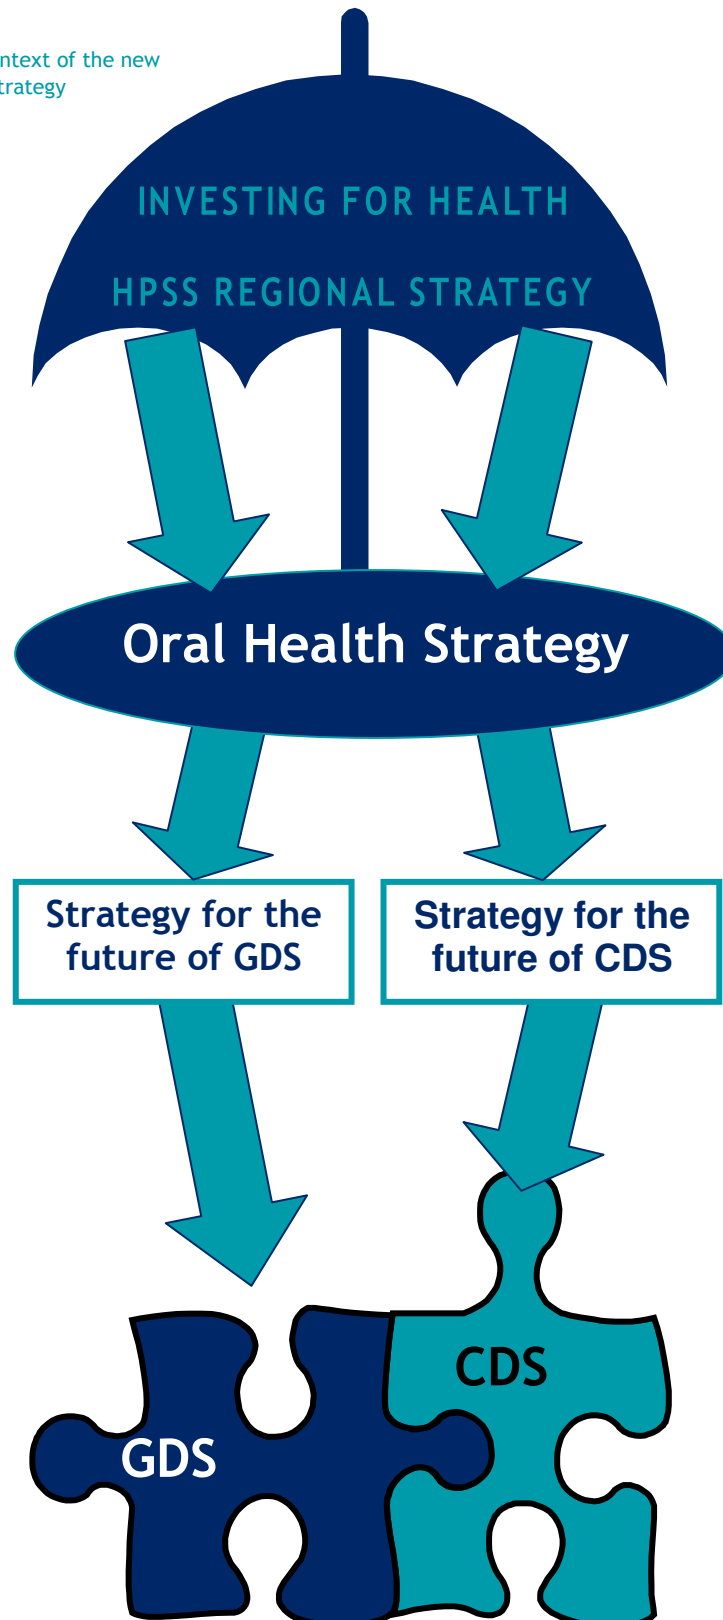 ntext of the new
trategy
INVESTING FOR HEALTH
HPSS REGIONAL STRATEGY
Oral Health Strategy
Strategy for the
future of GDS
Strategy for the
future of CDS
CDS
GDS